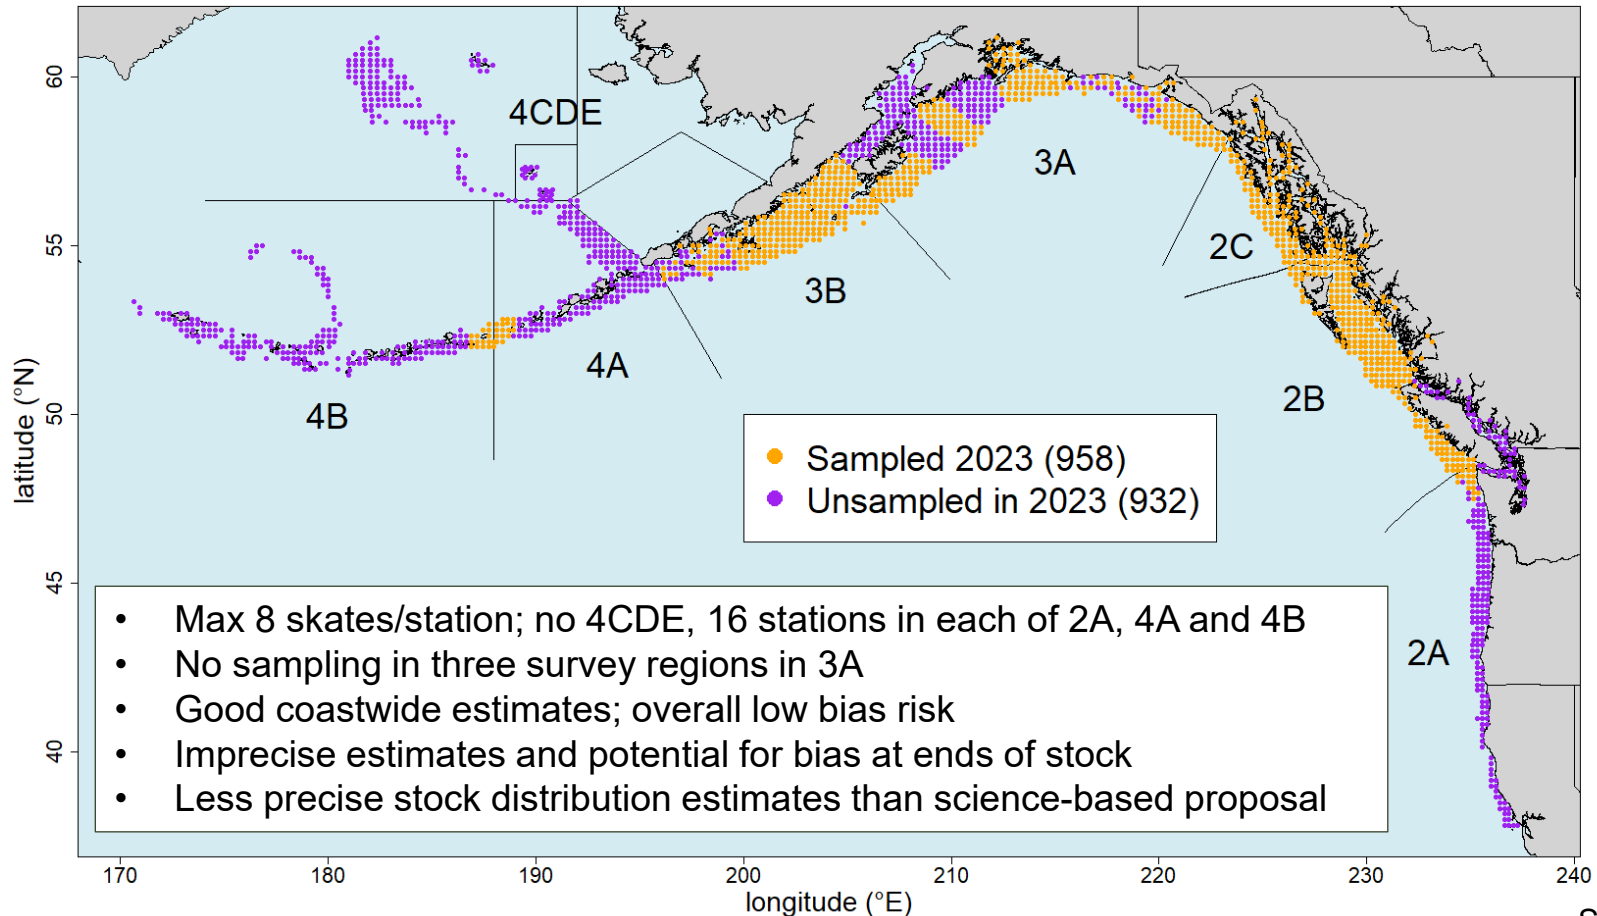 60
55
50
45
40
latitude (°N)
4CDE
3A
2C
3B
4A
2B
4B
2A
Sampled 2023 (958)
Unsampled in 2023 (932)
• Max 8 skates/station; no 4CDE, 16 stations in each of 2A, 4A and 4B
• No sampling in three survey regions in 3A
• Good coastwide estimates; overall low bias risk
• Imprecise estimates and potential for bias at ends of stock
• Less precise stock distribution estimates than science-based proposal
170 180 190 200 210 220 230 240
longitude (°E)